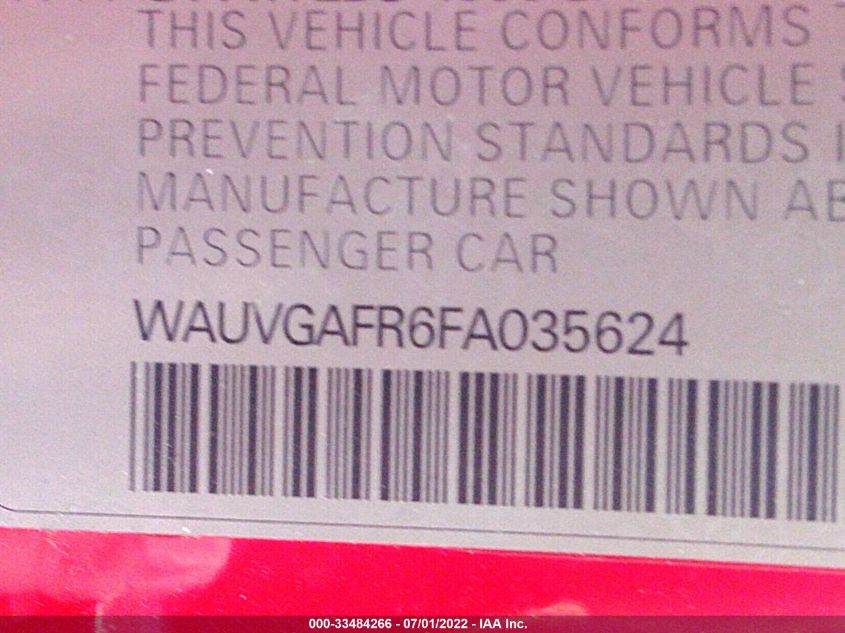 THIS VEHICLE CONFORMS
FEDERAL MOTOR VEHICLE
PREVENTION STANDARDS
MANUFACTURE SHOWN AB
PASSENGER CAR
WAUVGAFR6FA035624
000-33484266 - 07/01/2022 - IAA Inc.